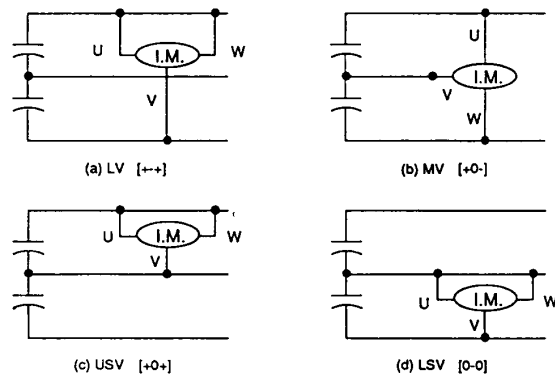 U I.M. W
V
(a) LV [+-+]
U
I.M.
V
W
(b) MV [+0-]
U I.M. W
V
(c) USV [+0+]
U I.M. W
V
(d) LSV [0-0]